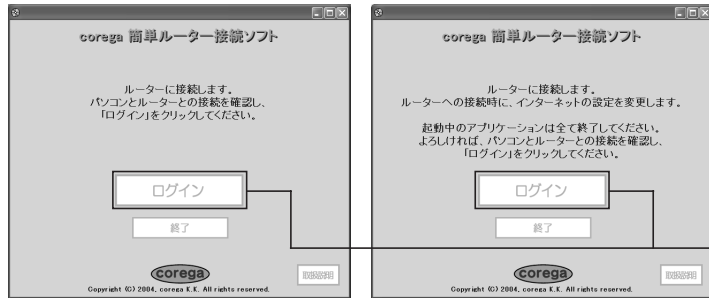 corega 簡単ルーター接続ソフト
ルーターに接続します。
パソコンとルーターとの接続を確認し、
「ログイン」をクリックしてください。
ログイン
終了
corega
取扱説明
Copyright (C) 2004, corega K.K. All rights reserved.
corega 簡単ルーター接続ソフト
ルーターに接続します。
ルーターへの接続時に、インターネットの設定を変更します。
起動中のアプリケーションは全て終了してください。
よろしければ、パソコンとルーターとの接続を確認し、
「ログイン」をクリックしてください。
ログイン
終了
corega
取扱説明
Copyright (C) 2004, corega K.K. All rights reserved.